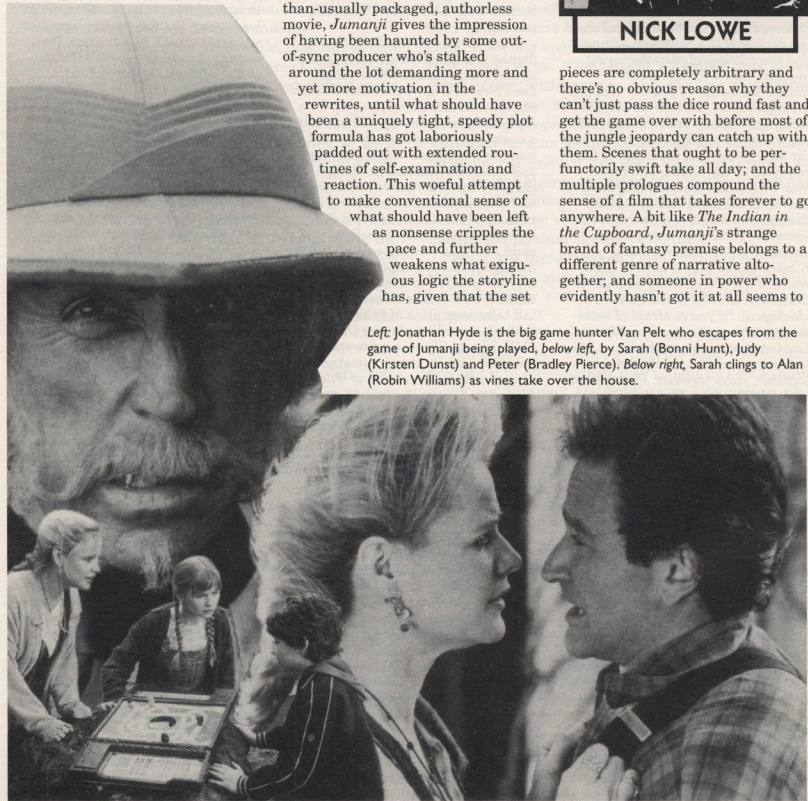 than-usually packaged, authorless
movie, Jumanji gives the impression
of having been haunted by some out-
of-sync producer who's stalked
around the lot demanding more and
yet more motivation in the
rewrites, until what should have
been a uniquely tight, speedy plot
formula has got laboriously
padded out with extended rou-
tines of self-examination and
reaction. This woeful attempt
to make conventional sense of
what should have been left
as nonsense cripples the
pace and further
weakens what exigu-
ous logic the storyline
has, given that the set
NICK LOWE
pieces are completely arbitrary and
there's no obvious reason why they
can't just pass the dice round fast and
get the game over with before most of
the jungle jeopardy can catch up with
them. Scenes that ought to be per-
functorily swift take all day; and the
multiple prologues compound the
sense of a film that takes forever to go
anywhere. A bit like The Indian in
the Cupboard, Jumanji's strange
brand of fantasy premise belongs to a
different genre of narrative alto-
gether; and someone in power who
evidently hasn't got it at all seems to
Left: Jonathan Hyde is the big game hunter Van Pelt who escapes from the
game of Jumanji being played, below left, by Sarah (Bonni Hunt), Judy
(Kirsten Dunst) and Peter (Bradley Pierce). Below right, Sarah clings to Alan
(Robin Williams) as vines take over the house.